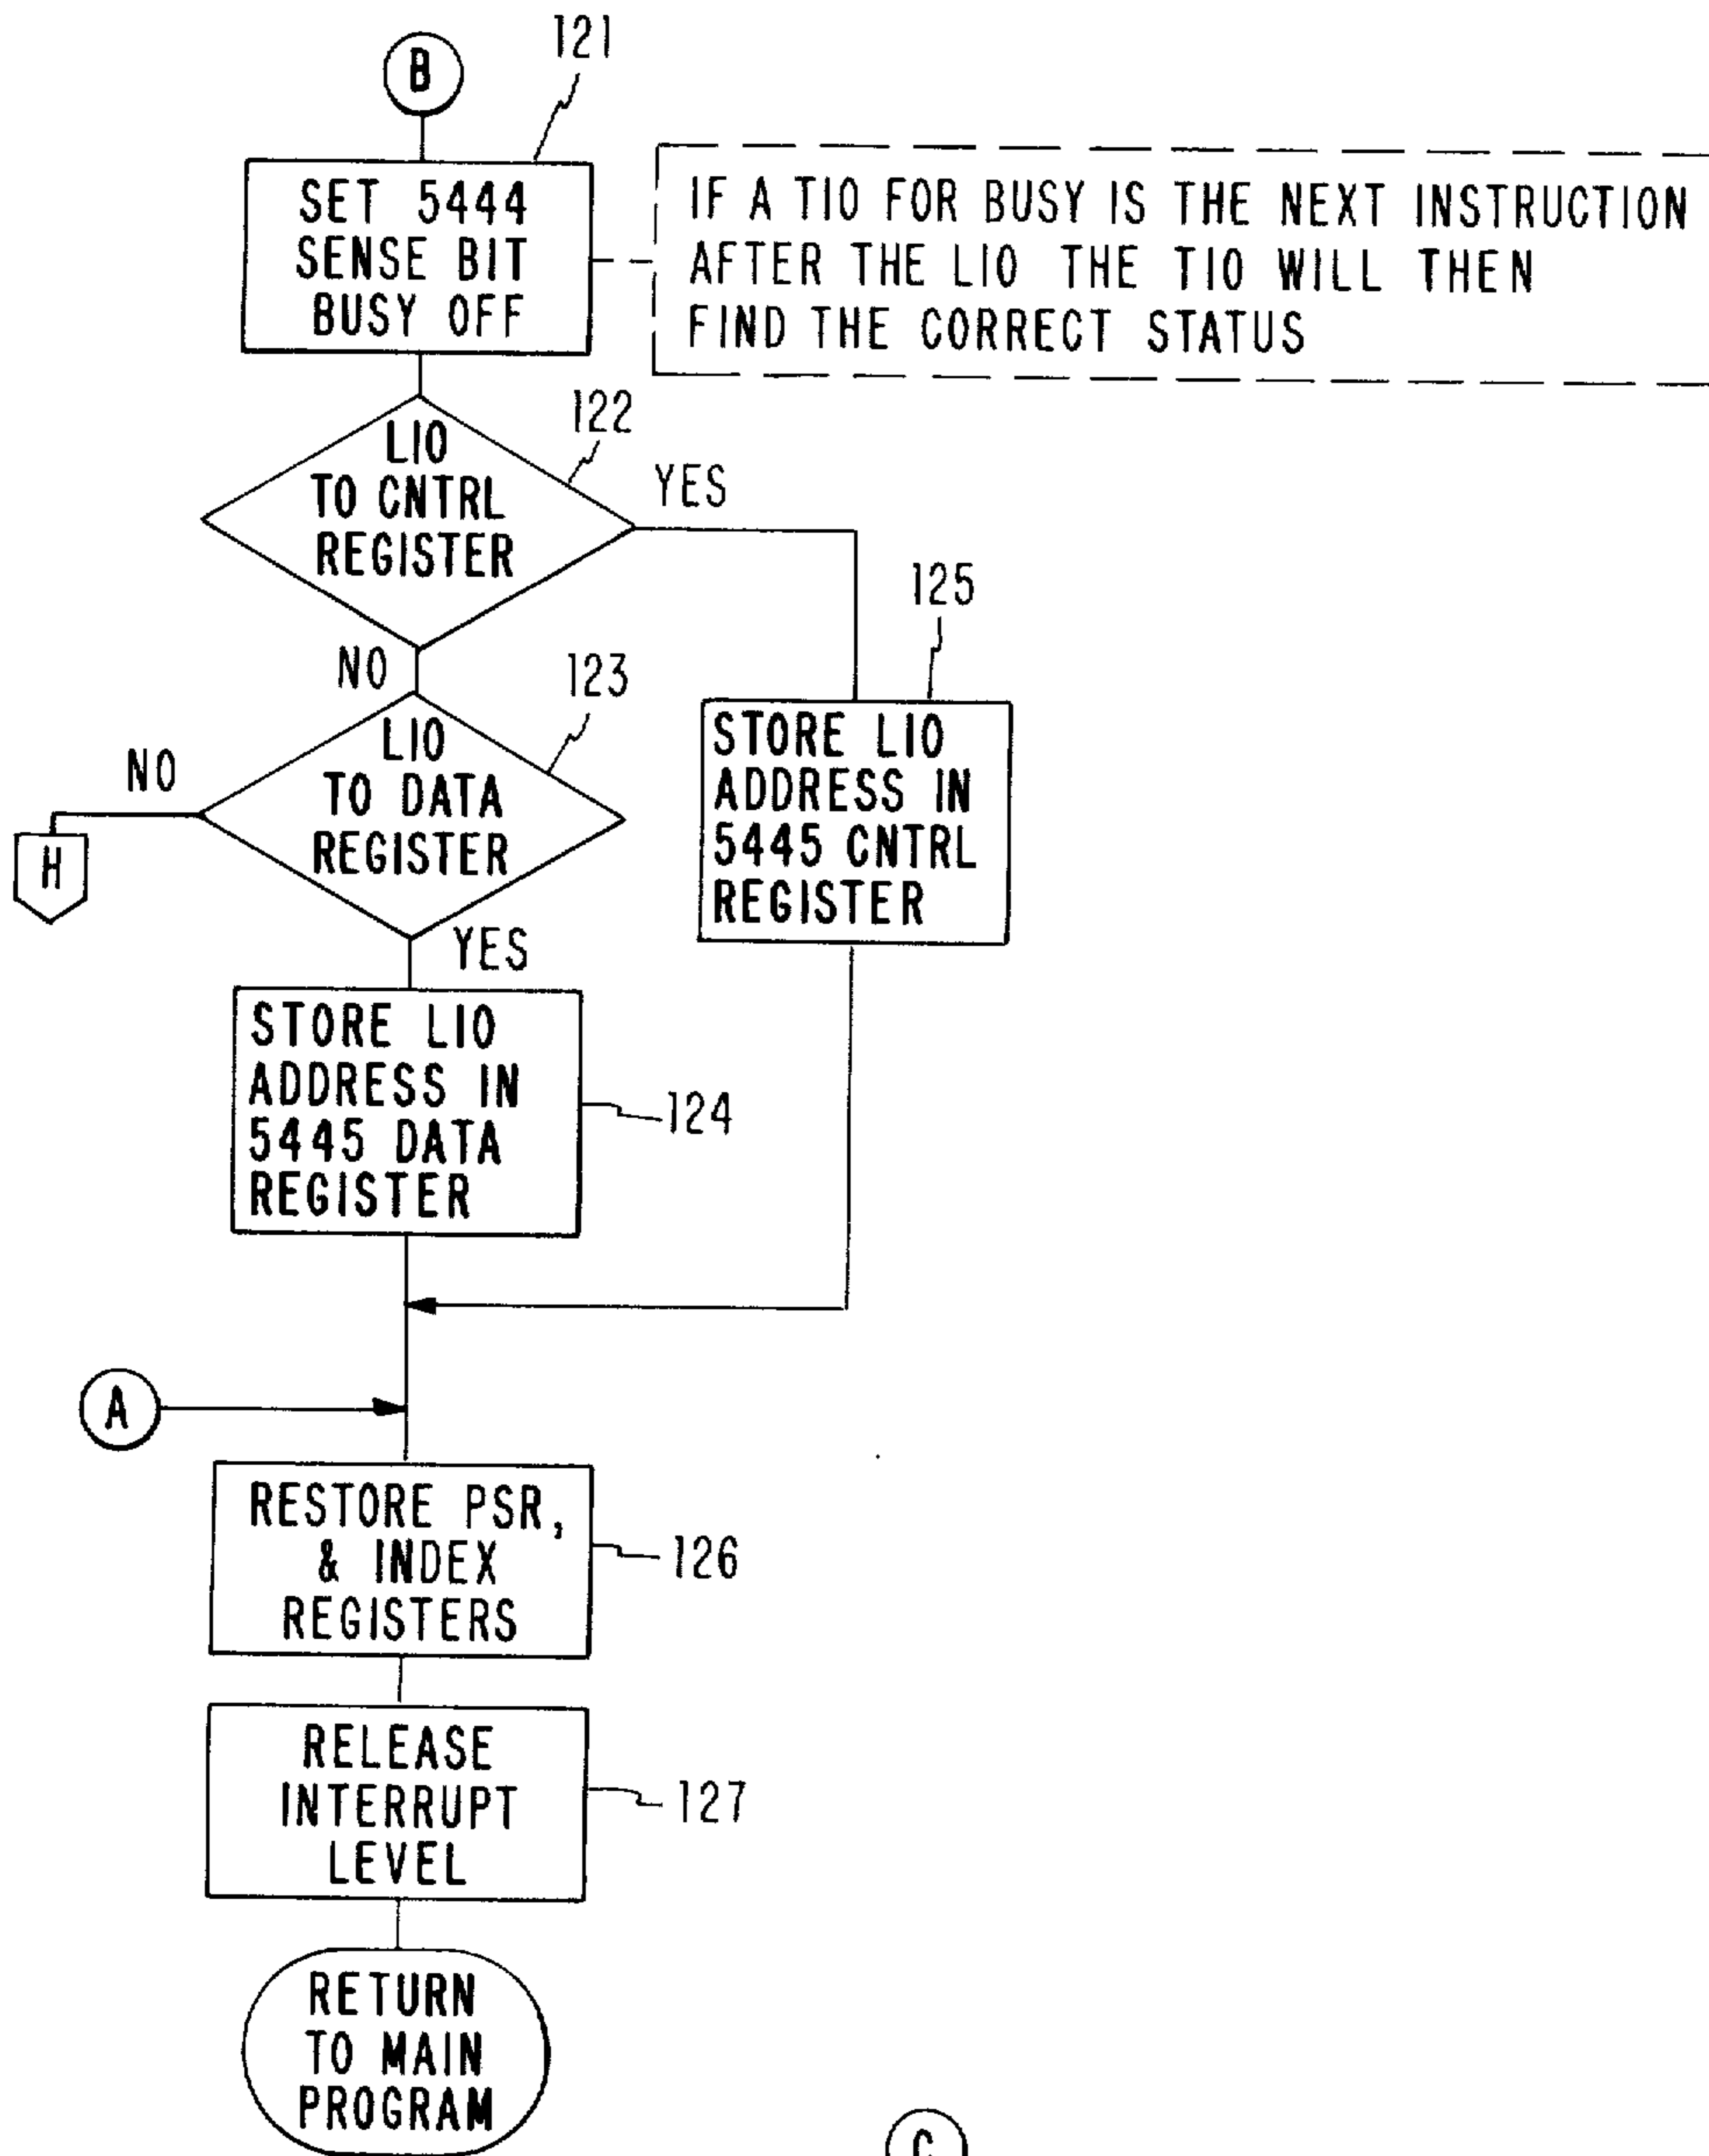 B
121
SET 5444
SENSE BIT
BUSY OFF
IF A TIO FOR BUSY IS THE NEXT INSTRUCTION
AFTER THE LIO THE TIO WILL THEN
FIND THE CORRECT STATUS
122
LIO
TO CNTRL
REGISTER
YES
NO
123
LIO
TO DATA
REGISTER
NO
H
YES
125
STORE LIO
ADDRESS IN
5445 CNTRL
REGISTER
STORE LIO
ADDRESS IN
5445 DATA
REGISTER
124
A
RESTORE PSR,
& INDEX
REGISTERS
126
RELEASE
INTERRUPT
LEVEL
127
RETURN
TO MAIN
PROGRAM
C